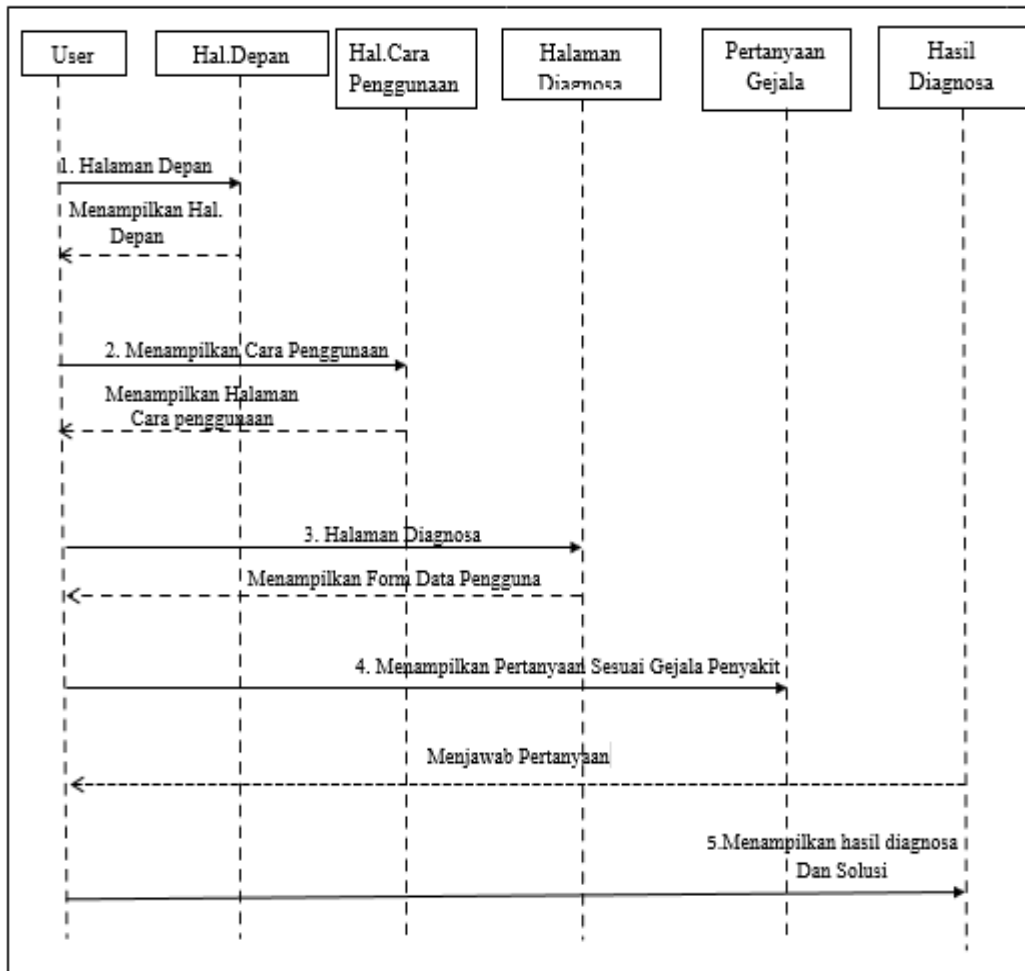 User
Hal.Depan
Hal.Cara
Penggunaan
Halaman
Diagnosa
Pertanyaan
Gejala
Hasil
Diagnosa
1. Halaman Depan
Menampilkan Hal.
Depan
2. Menampilkan Cara Penggunaan
Menampilkan Halaman
Cara penggunaan
3. Halaman Diagnosa
Menampilkan Form Data Pengguna
4. Menampilkan Pertanyaan Sesuai Gejala Penyakit
Menjawab Pertanyaan
5.Menampilkan hasil diagnosa
Dan Solusi